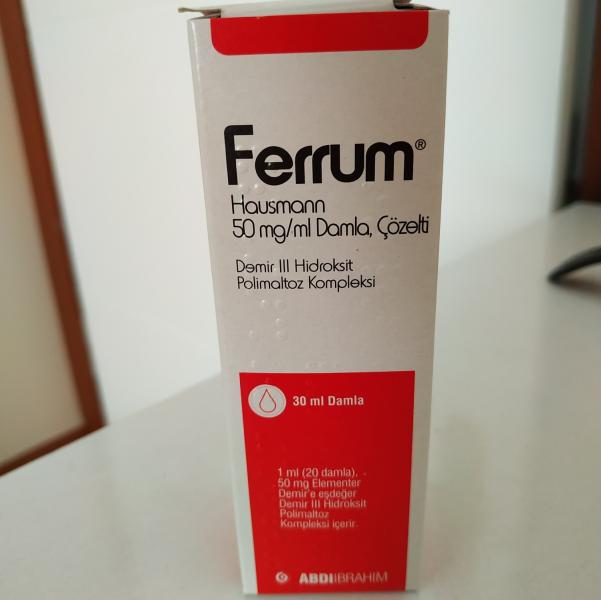 Ferrum®
Hausmann
50 mg/ml Damla, Çözelti
Demir III Hidroksit
Polimaltoz Kompleksi
30 ml Damla
1 ml (20 damla),
50 mg Elementer
Demir'e eşdeğer
Demir III Hidroksit
Polimaltoz
Kompleksi içerir.
ABDİİBRAHİM